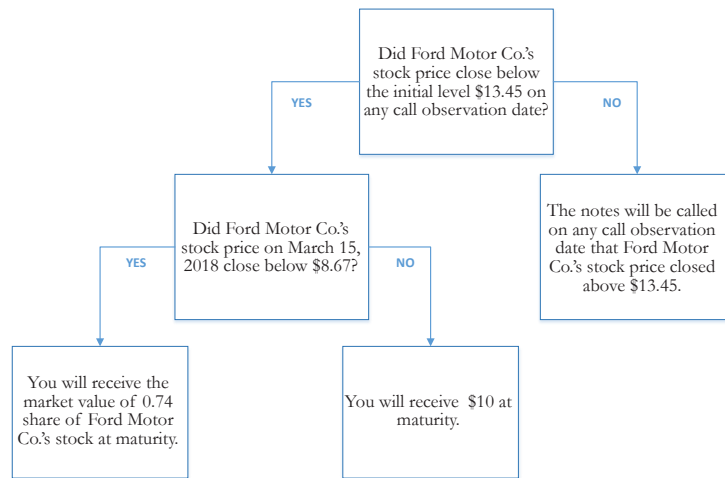 Did Ford Motor Co.'s
stock price close below
the initial level $13.45 on
any call observation date?
YES
NO
Did Ford Motor Co.'s
stock price on March 15,
2018 close below $8.67?
The notes will be called
on any call observation
date that Ford Motor
Co.'s stock price closed
above $13.45.
YES
NO
You will receive the
market value of 0.74
share of Ford Motor
Co.'s stock at maturity.
You will receive $10 at
maturity.